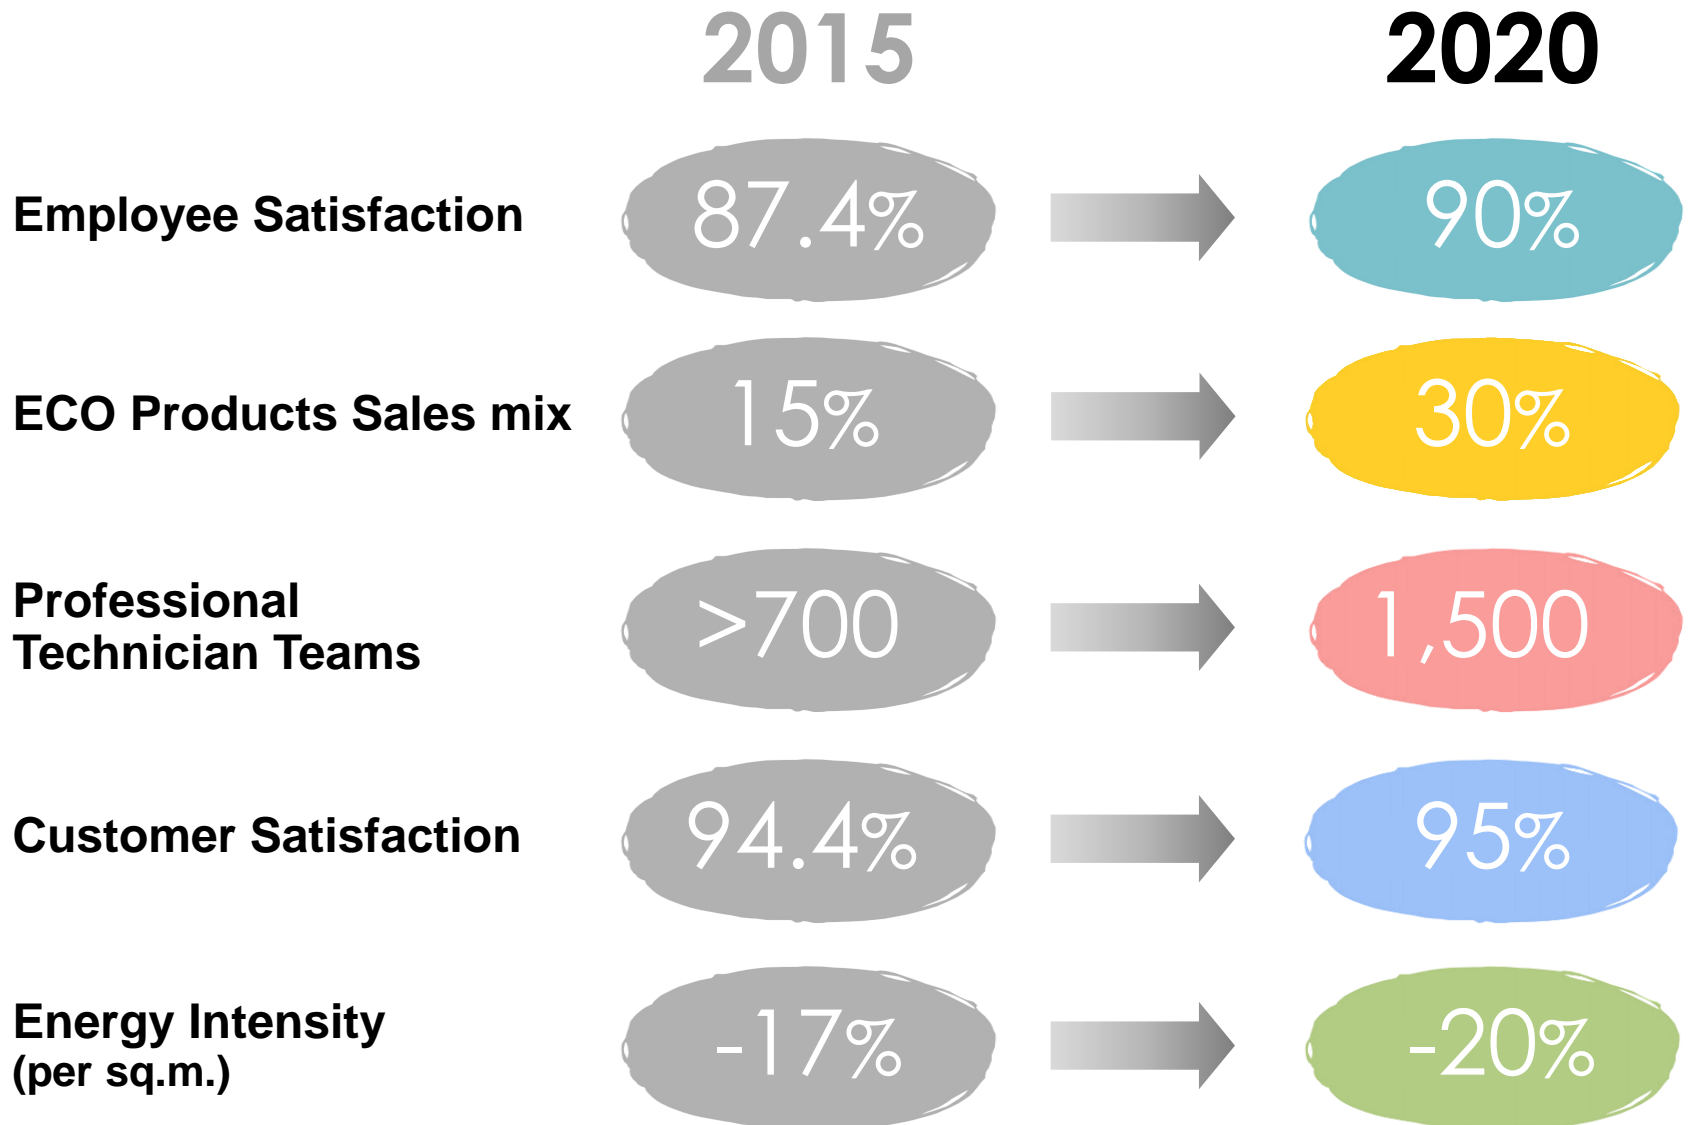 2015 2020
Employee Satisfaction 87.4% 90%
ECO Products Sales mix 15% 30%
Professional
Technician Teams >700 1,500
Customer Satisfaction 94.4% 95%
Energy Intensity
(per sq.m.) -17% -20%